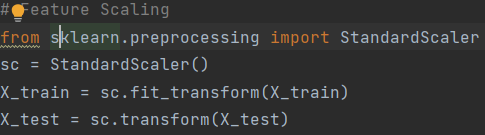 # Feature Scaling
from sklearn.preprocessing import StandardScaler
sc = StandardScaler()
X_train = sc.fit_transform(X_train)
X_test = sc.transform(X_test)